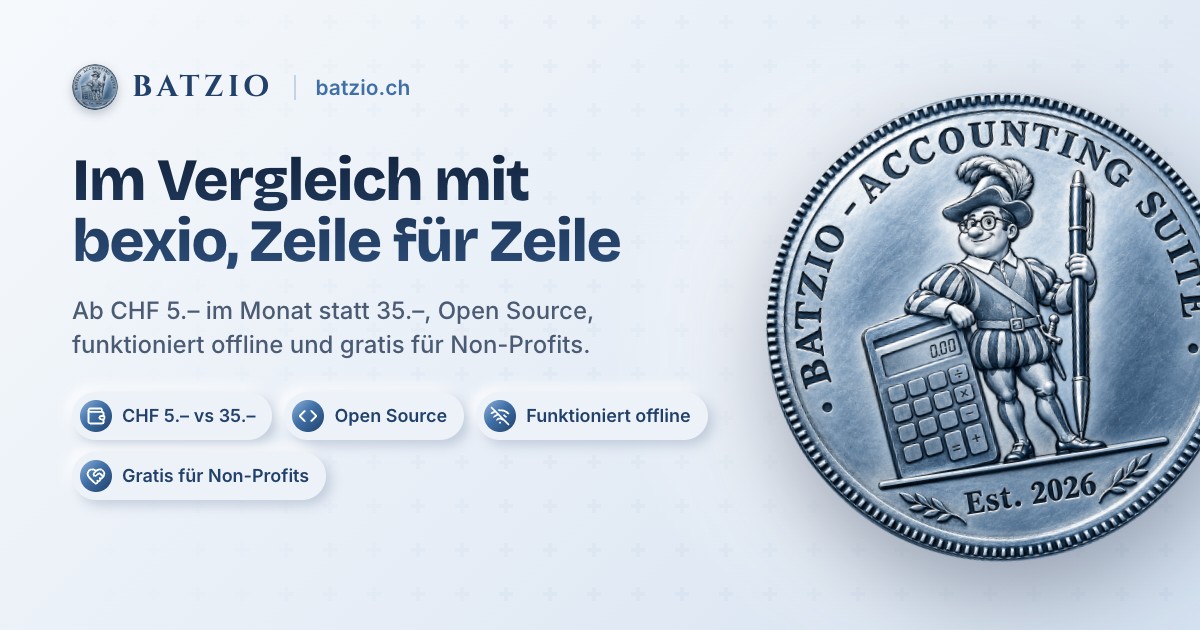 BATZIO
batzio.ch
Im Vergleich mit
bexio, Zeile für Zeile
Ab CHF 5.– im Monat statt 35.–, Open Source,
funktioniert offline und gratis für Non-Profits.
CHF 5.– vs 35.–
Open Source
Funktioniert offline
Gratis für Non-Profits
• BATZIO - ACCOUNTING SUITE •
0.00
Est. 2026